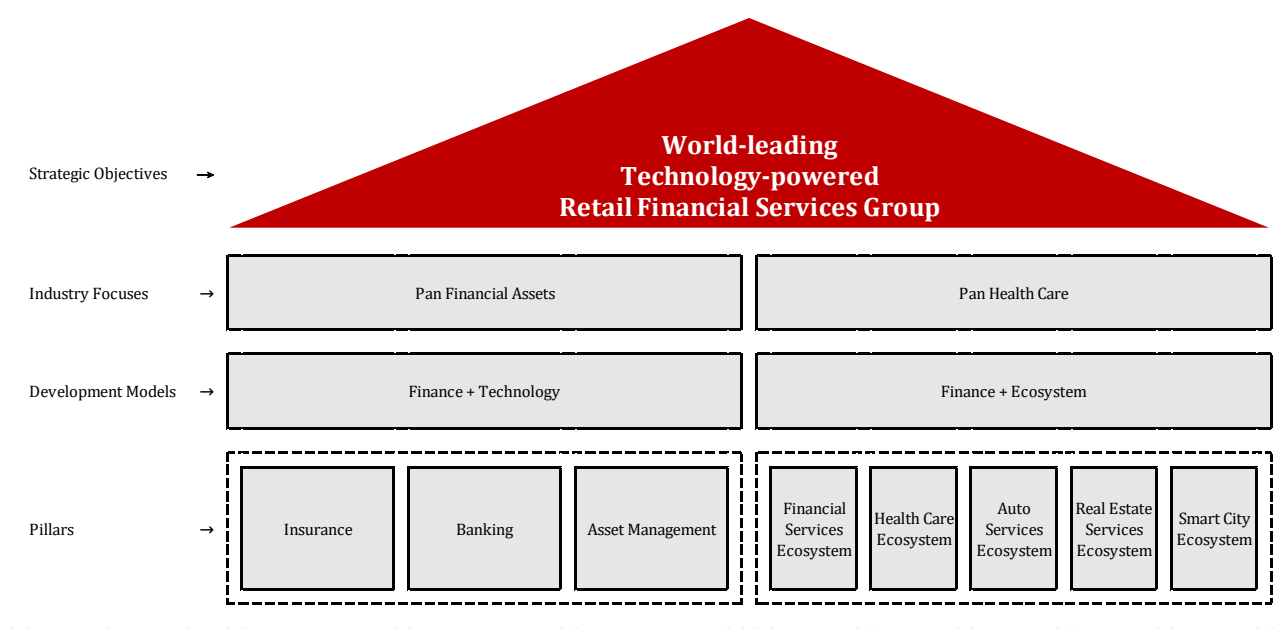 World-leading
Technology-powered
Retail Financial Services Group
Strategic Objectives →
Industry Focuses →
Pan Financial Assets
Pan Health Care
Development Models →
Finance + Technology
Finance + Ecosystem
Pillars →
Insurance
Banking
Asset Management
Financial
Services
Ecosystem
Health Care
Ecosystem
Auto
Services
Ecosystem
Real Estate
Services
Ecosystem
Smart City
Ecosystem